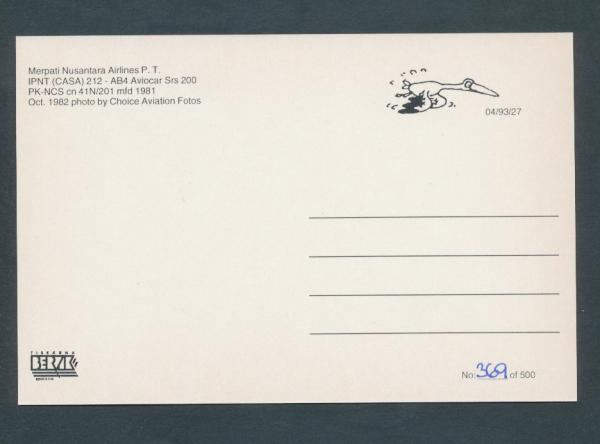 Merpati Nusantara Airlines P. T.
IPNT (CASA) 212 - AB4 Aviocar Srs 200
PK-NCS cn 41N/201 mfd 1981
Oct. 1982 photo by Choice Aviation Fotos
04/93/27
TISKARNA
BERZIK
No: 369 of 500